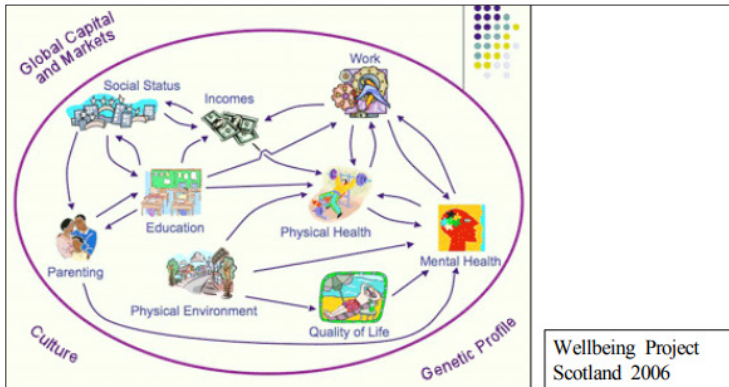 Global Capital
and Markets
Work
Social Status
Incomes
Education
Physical Health
Parenting
Mental Health
Physical Environment
Quality of Life
Culture
Genetic Profile
Wellbeing Project
Scotland 2006